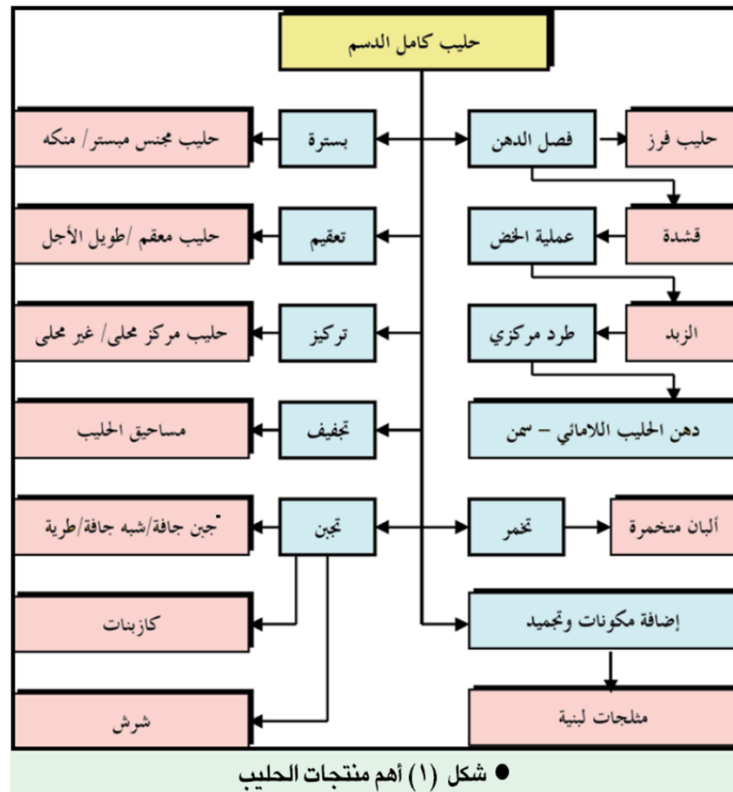 حليب كامل الدسم
فصل الدهن
حليب فرز
بسترة
حليب مجنس مبستر/ منكه
قشدة
عملية الخض
تعقيم
حليب معقم /طويل الأجل
الزبد
طرد مركزي
تركيز
حليب مركز محلى/ غير محلى
دهن الحليب اللامائي – سمن
تجفيف
مساحيق الحليب
ألبان متخمرة
تخمر
تجبن
جبن جافة/شبه جافة/طرية
إضافة مكونات وتجميد
كازينات
مثلجات لبنية
شرش
● شكل (١) أهم منتجات الحليب